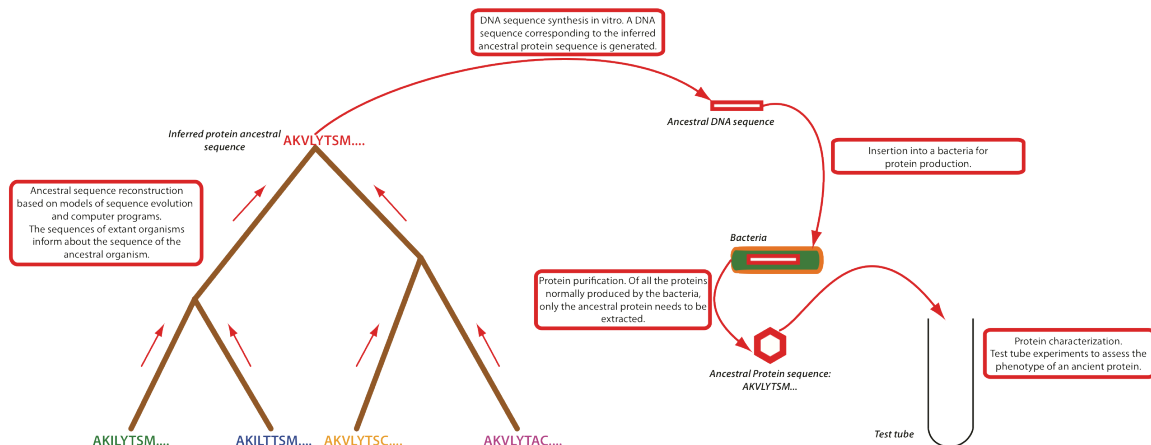 DNA sequence synthesis in vitro. A DNA
sequence corresponding to the inferred
ancestral protein sequence is generated.
Ancestral DNA sequence
Inferred protein ancestral
sequence
AKVLYTSM....
Insertion into a bacteria for
protein production.
Ancestral sequence reconstruction
based on models of sequence evolution
and computer programs.
The sequences of extant organisms
inform about the sequence of the
ancestral organism.
Bacteria
Protein purification. Of all the proteins
normally produced by the bacteria,
only the ancestral protein needs to be
extracted.
Protein characterization.
Test tube experiments to assess the
phenotype of an ancient protein.
Ancestral Protein sequence:
AKVLYTSM...
Test tube
AKILYTSM....
AKILTTSM....
AKVLYTSC....
AKVLYTAC....